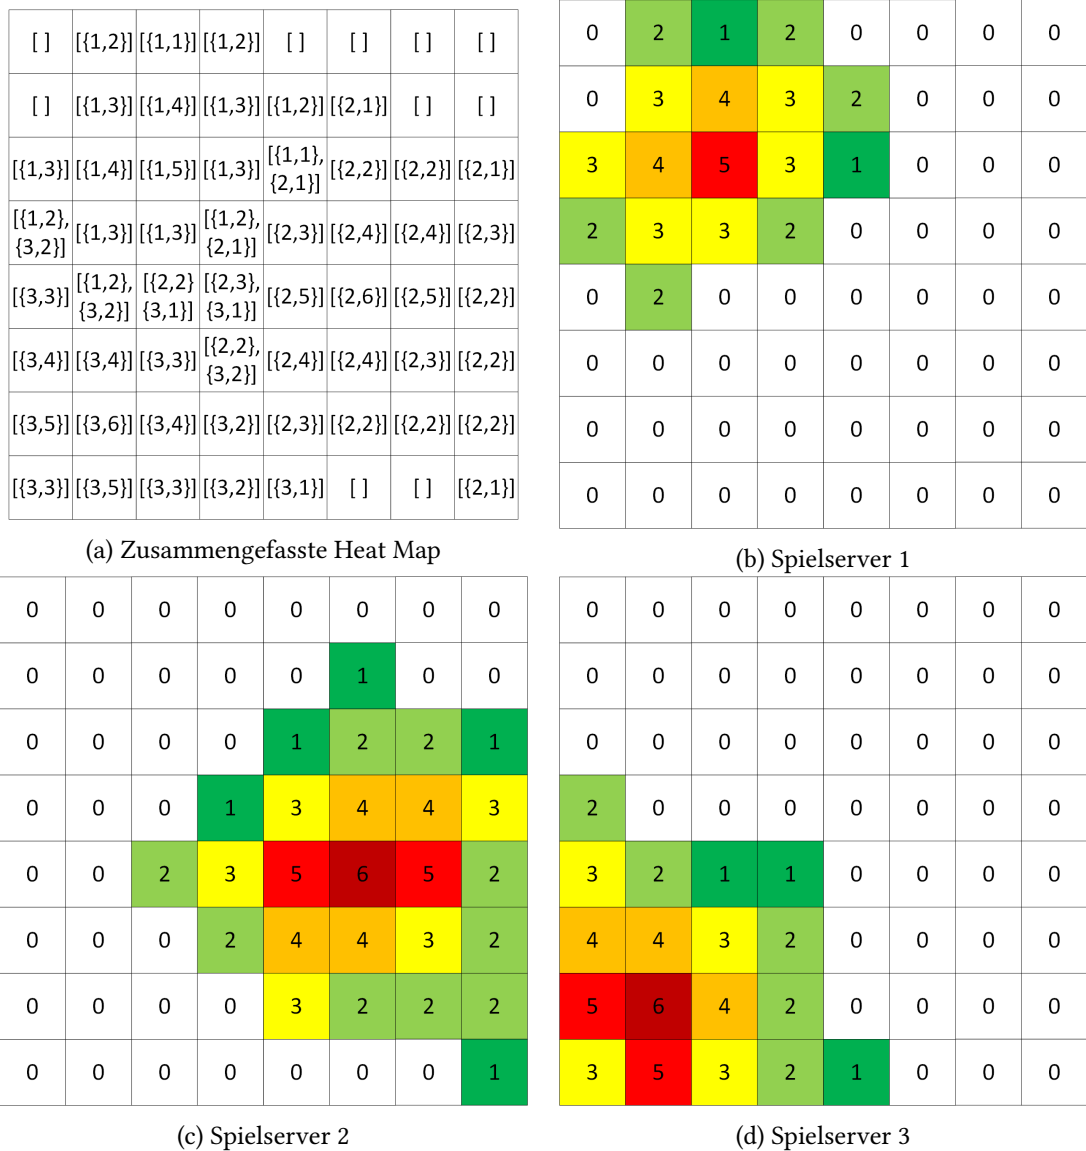 [ ] [{1,2}] [{1,1}] [{1,2}] [ ] [ ] [ ] [ ]
[ ] [{1,3}] [{1,4}] [{1,3}] [{1,2}] [{2,1}] [ ] [ ]
[{1,3}] [{1,4}] [{1,5}] [{1,3}] [{1,1}, {2,1}] [{2,2}] [{2,2}] [{2,1}]
[{1,2}, {3,2}] [{1,3}] [{1,3}] [{1,2}, {2,1}] [{2,3}] [{2,4}] [{2,4}] [{2,3}]
[{3,3}] [{1,2}, {3,2}] [{2,2} {3,1}] [{2,3}, {3,1}] [{2,5}] [{2,6}] [{2,5}] [{2,2}]
[{3,4}] [{3,4}] [{3,3}] [{2,2}, {3,2}] [{2,4}] [{2,4}] [{2,3}] [{2,2}]
[{3,5}] [{3,6}] [{3,4}] [{3,2}] [{2,3}] [{2,2}] [{2,2}] [{2,2}]
[{3,3}] [{3,5}] [{3,3}] [{3,2}] [{3,1}] [ ] [ ] [{2,1}]
(a) Zusammengefasste Heat Map
0 2 1 2 0 0 0 0
0 3 4 3 2 0 0 0
3 4 5 3 1 0 0 0
2 3 3 2 0 0 0 0
0 2 0 0 0 0 0 0
0 0 0 0 0 0 0 0
0 0 0 0 0 0 0 0
0 0 0 0 0 0 0 0
(b) Spielserver 1
0 0 0 0 0 0 0 0
0 0 0 0 0 1 0 0
0 0 0 0 1 2 2 1
0 0 0 1 3 4 4 3
0 0 2 3 5 6 5 2
0 0 0 2 4 4 3 2
0 0 0 0 3 2 2 2
0 0 0 0 0 0 0 1
(c) Spielserver 2
0 0 0 0 0 0 0 0
0 0 0 0 0 0 0 0
0 0 0 0 0 0 0 0
2 0 0 0 0 0 0 0
3 2 1 1 0 0 0 0
4 4 3 2 0 0 0 0
5 6 4 2 0 0 0 0
3 5 3 2 1 0 0 0
(d) Spielserver 3